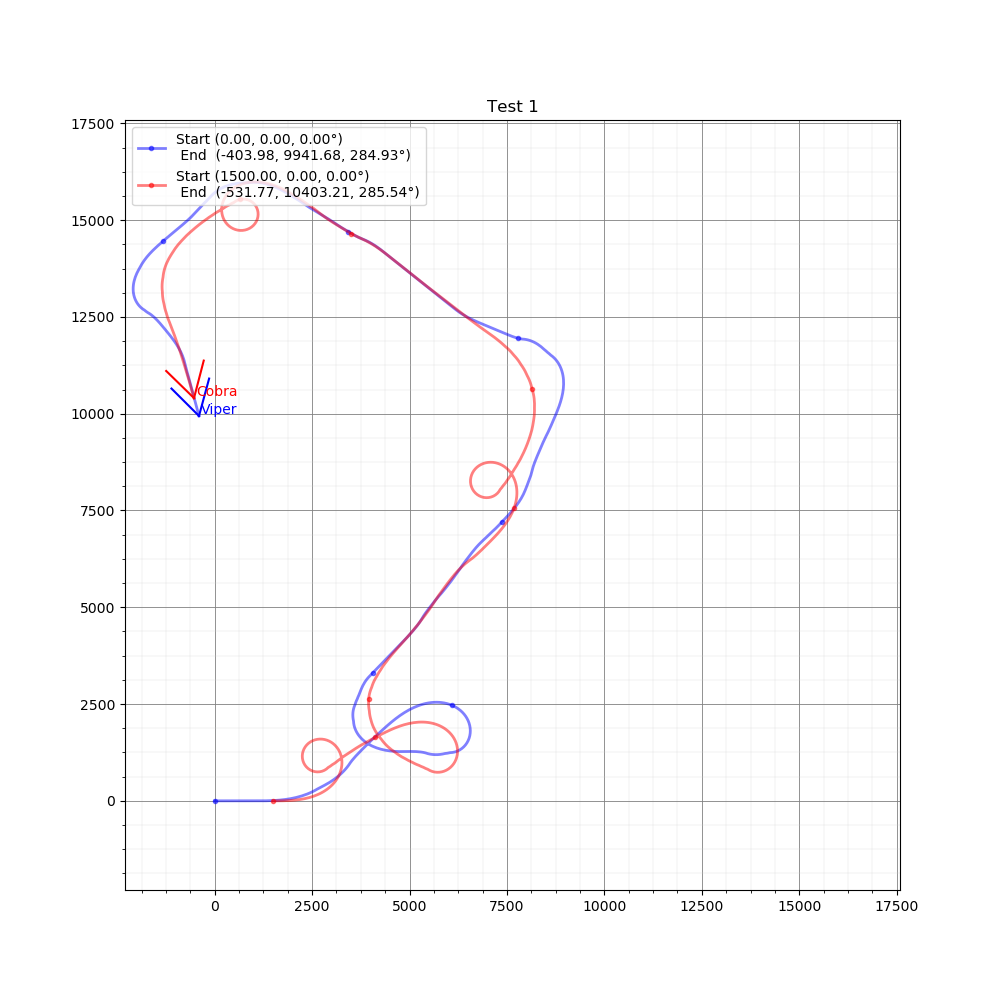 Test 1
17500
15000
12500
10000
7500
5000
2500
0
Start (0.00, 0.00, 0.00°)
End (-403.98, 9941.68, 284.93°)
Start (1500.00, 0.00, 0.00°)
End (-531.77, 10403.21, 285.54°)
Cobra
Viper
0 2500 5000 7500 10000 12500 15000 17500